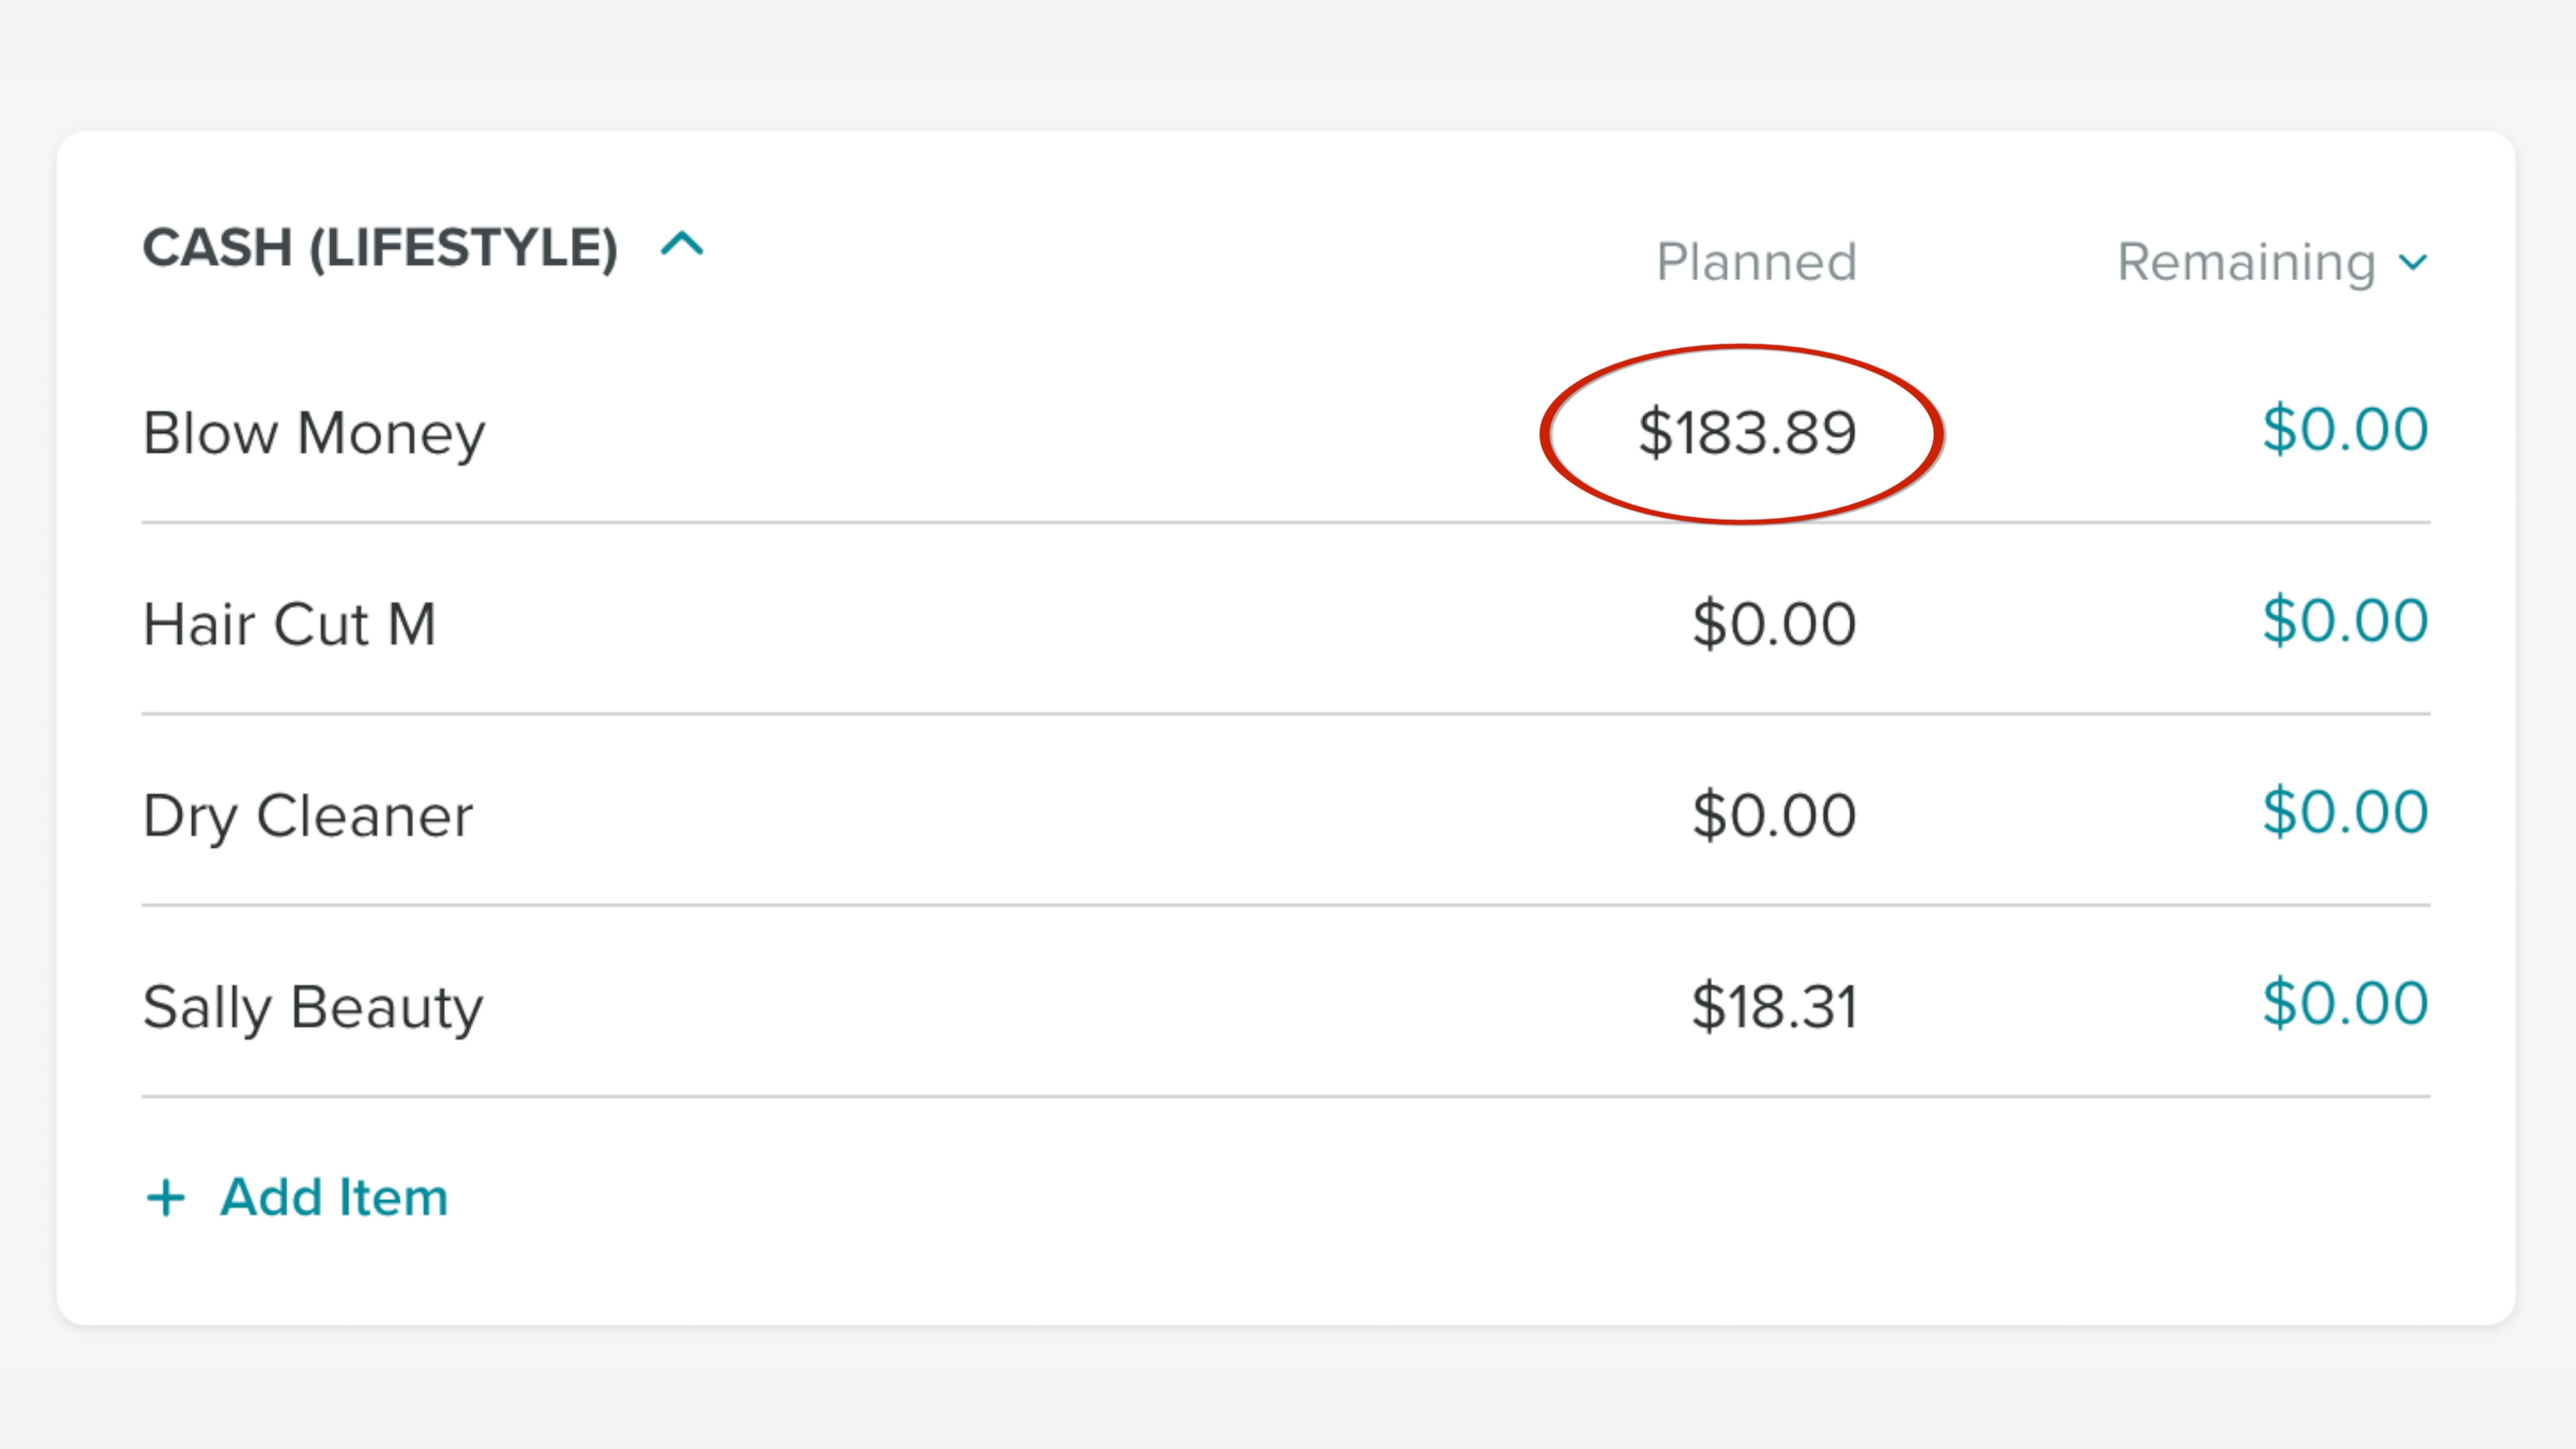 CASH (LIFESTYLE) Planned Remaining
Blow Money $183.89 $0.00
Hair Cut M $0.00 $0.00
Dry Cleaner $0.00 $0.00
Sally Beauty $18.31 $0.00
+ Add Item